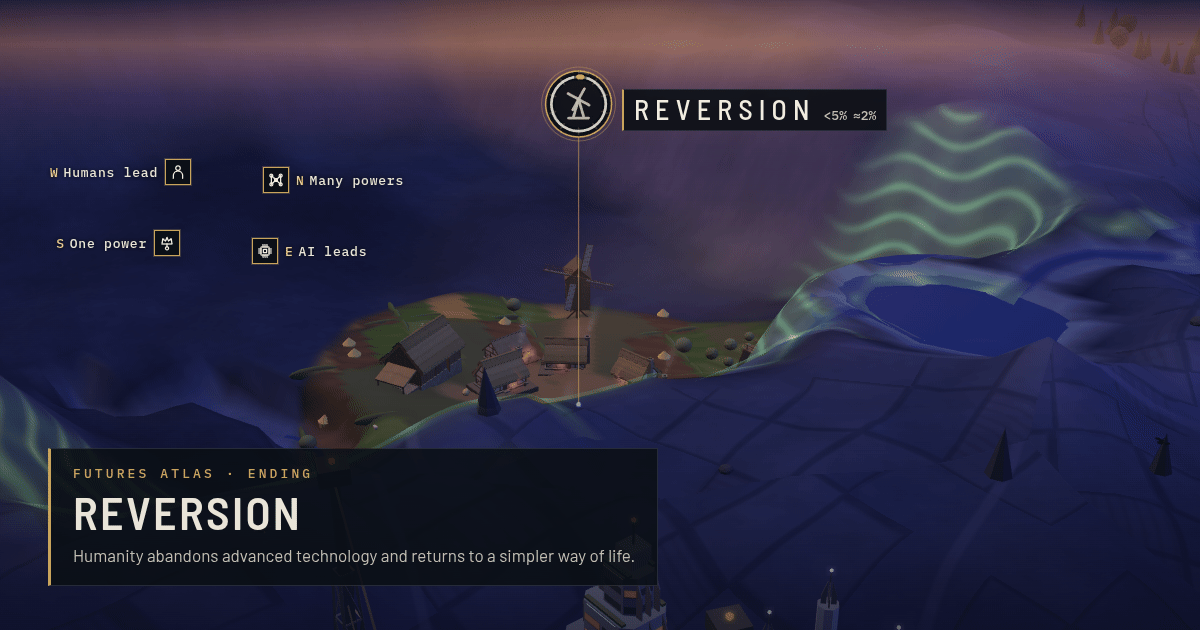 REVERSION <5% ≈2%
W Humans lead
N Many powers
S One power
E AI leads
FUTURES ATLAS · ENDING
REVERSION
Humanity abandons advanced technology and returns to a simpler way of life.